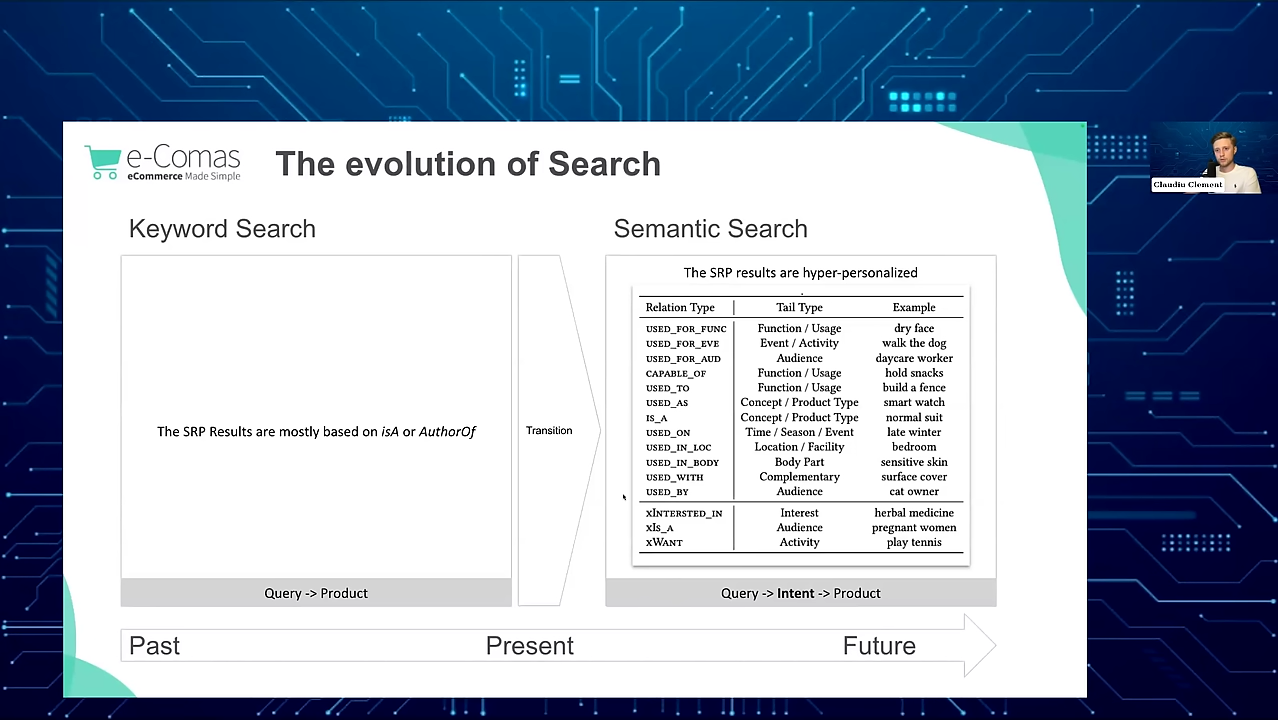 e-Comas
eCommerce Made Simple
The evolution of Search
Keyword Search
The SRP Results are mostly based on isA or AuthorOf
Query -> Product
Transition
Semantic Search
The SRP results are hyper-personalized
Relation Type Tail Type Example
USED_FOR_FUNC Function / Usage dry face
USED_FOR_EVE Event / Activity walk the dog
USED_FOR_AUD Audience daycare worker
CAPABLE_OF Function / Usage hold snacks
USED_TO Function / Usage build a fence
USED_AS Concept / Product Type smart watch
IS_A Concept / Product Type normal suit
USED_ON Time / Season / Event late winter
USED_IN_LOC Location / Facility bedroom
USED_IN_BODY Body Part sensitive skin
USED_WITH Complementary surface cover
USED_BY Audience cat owner
xINTERSTED_IN Interest herbal medicine
xIS_A Audience pregnant women
xWANT Activity play tennis
Query -> Intent -> Product
Past Present Future
Claudiu Clement